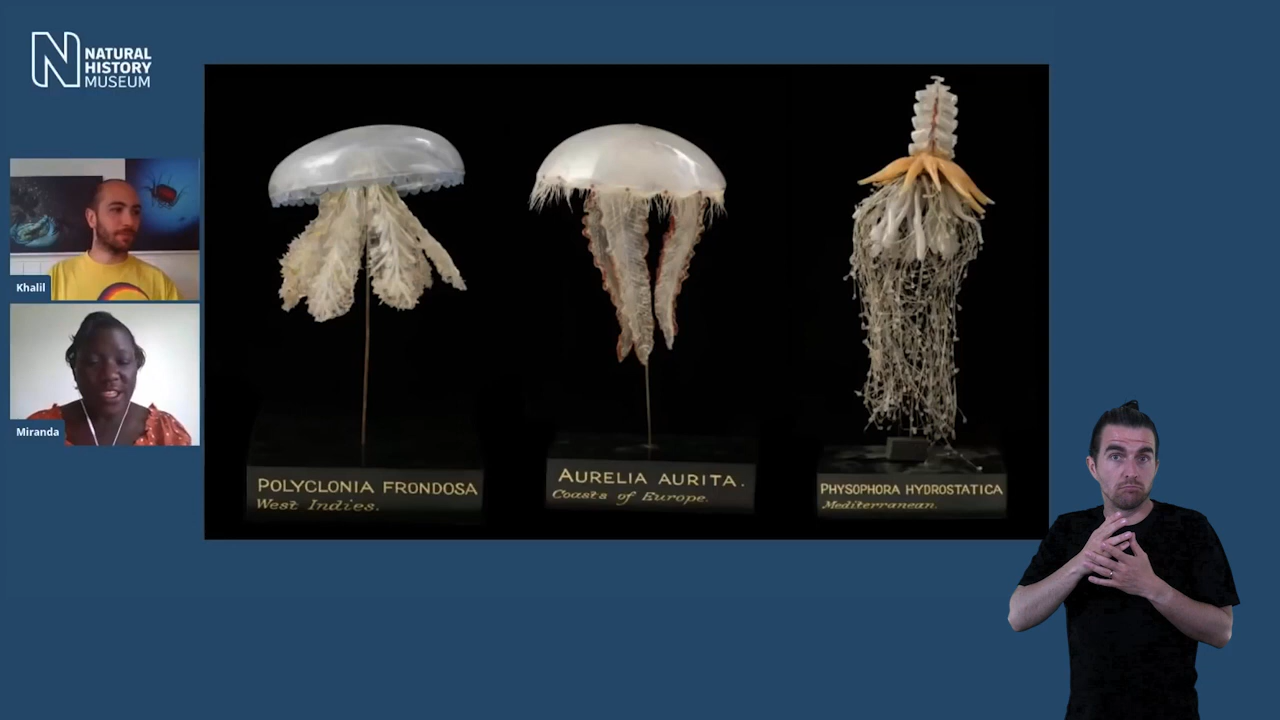 NATURAL
HISTORY
MUSEUM
Khalil
Miranda
POLYCLONIA FRONDOSA
West Indies.
AURELIA AURITA.
Coasts of Europe.
PHYSOPHORA HYDROSTATICA
Mediterranean.